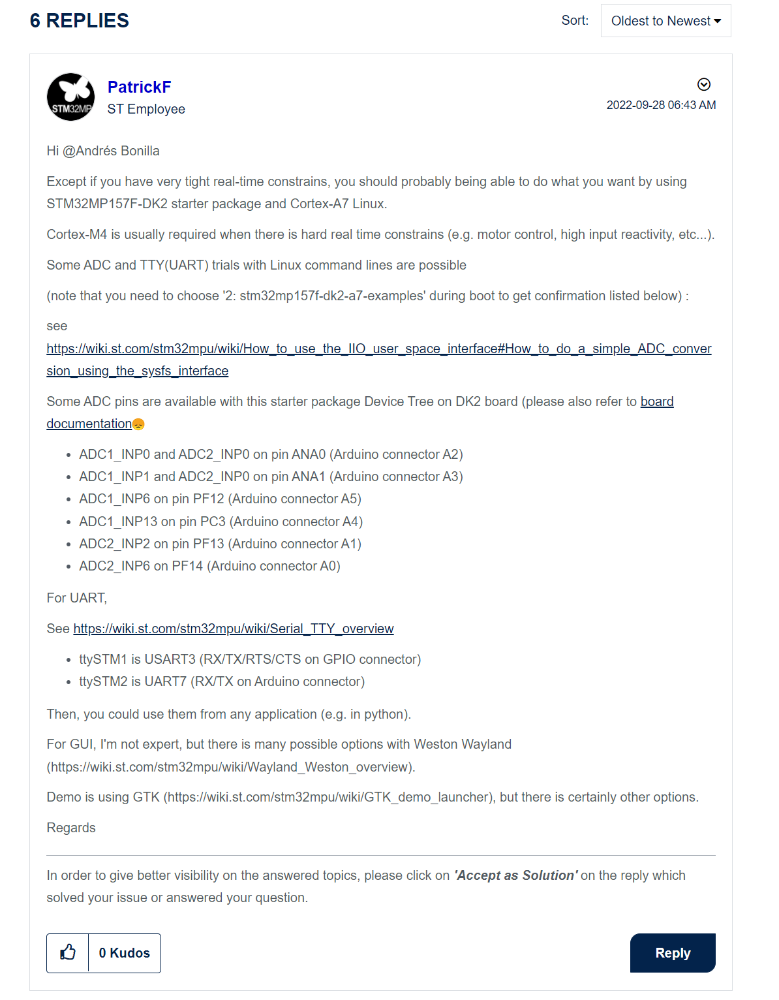 6 REPLIES
Sort:
Oldest to Newest
STM32MP
PatrickF
ST Employee
2022-09-28 06:43 AM
Hi @Andrés Bonilla
Except if you have very tight real-time constrains, you should probably being able to do what you want by using
STM32MP157F-DK2 starter package and Cortex-A7 Linux.
Cortex-M4 is usually required when there is hard real time constrains (e.g. motor control, high input reactivity, etc...).
Some ADC and TTY(UART) trials with Linux command lines are possible
(note that you need to choose '2: stm32mp157f-dk2-a7-examples' during boot to get confirmation listed below) :
see
https://wiki.st.com/stm32mpu/wiki/How_to_use_the_IIO_user_space_interface#How_to_do_a_simple_ADC_conver
sion_using_the_sysfs_interface
Some ADC pins are available with this starter package Device Tree on DK2 board (please also refer to board
documentation😞
• ADC1_INP0 and ADC2_INP0 on pin ANA0 (Arduino connector A2)
• ADC1_INP1 and ADC2_INP0 on pin ANA1 (Arduino connector A3)
• ADC1_INP6 on pin PF12 (Arduino connector A5)
• ADC1_INP13 on pin PC3 (Arduino connector A4)
• ADC2_INP2 on pin PF13 (Arduino connector A1)
• ADC2_INP6 on PF14 (Arduino connector A0)
For UART,
See https://wiki.st.com/stm32mpu/wiki/Serial_TTY_overview
• ttySTM1 is USART3 (RX/TX/RTS/CTS on GPIO connector)
• ttySTM2 is UART7 (RX/TX on Arduino connector)
Then, you could use them from any application (e.g. in python).
For GUI, I'm not expert, but there is many possible options with Weston Wayland
(https://wiki.st.com/stm32mpu/wiki/Wayland_Weston_overview).
Demo is using GTK (https://wiki.st.com/stm32mpu/wiki/GTK_demo_launcher), but there is certainly other options.
Regards
In order to give better visibility on the answered topics, please click on 'Accept as Solution' on the reply which
solved your issue or answered your question.
0 Kudos
Reply